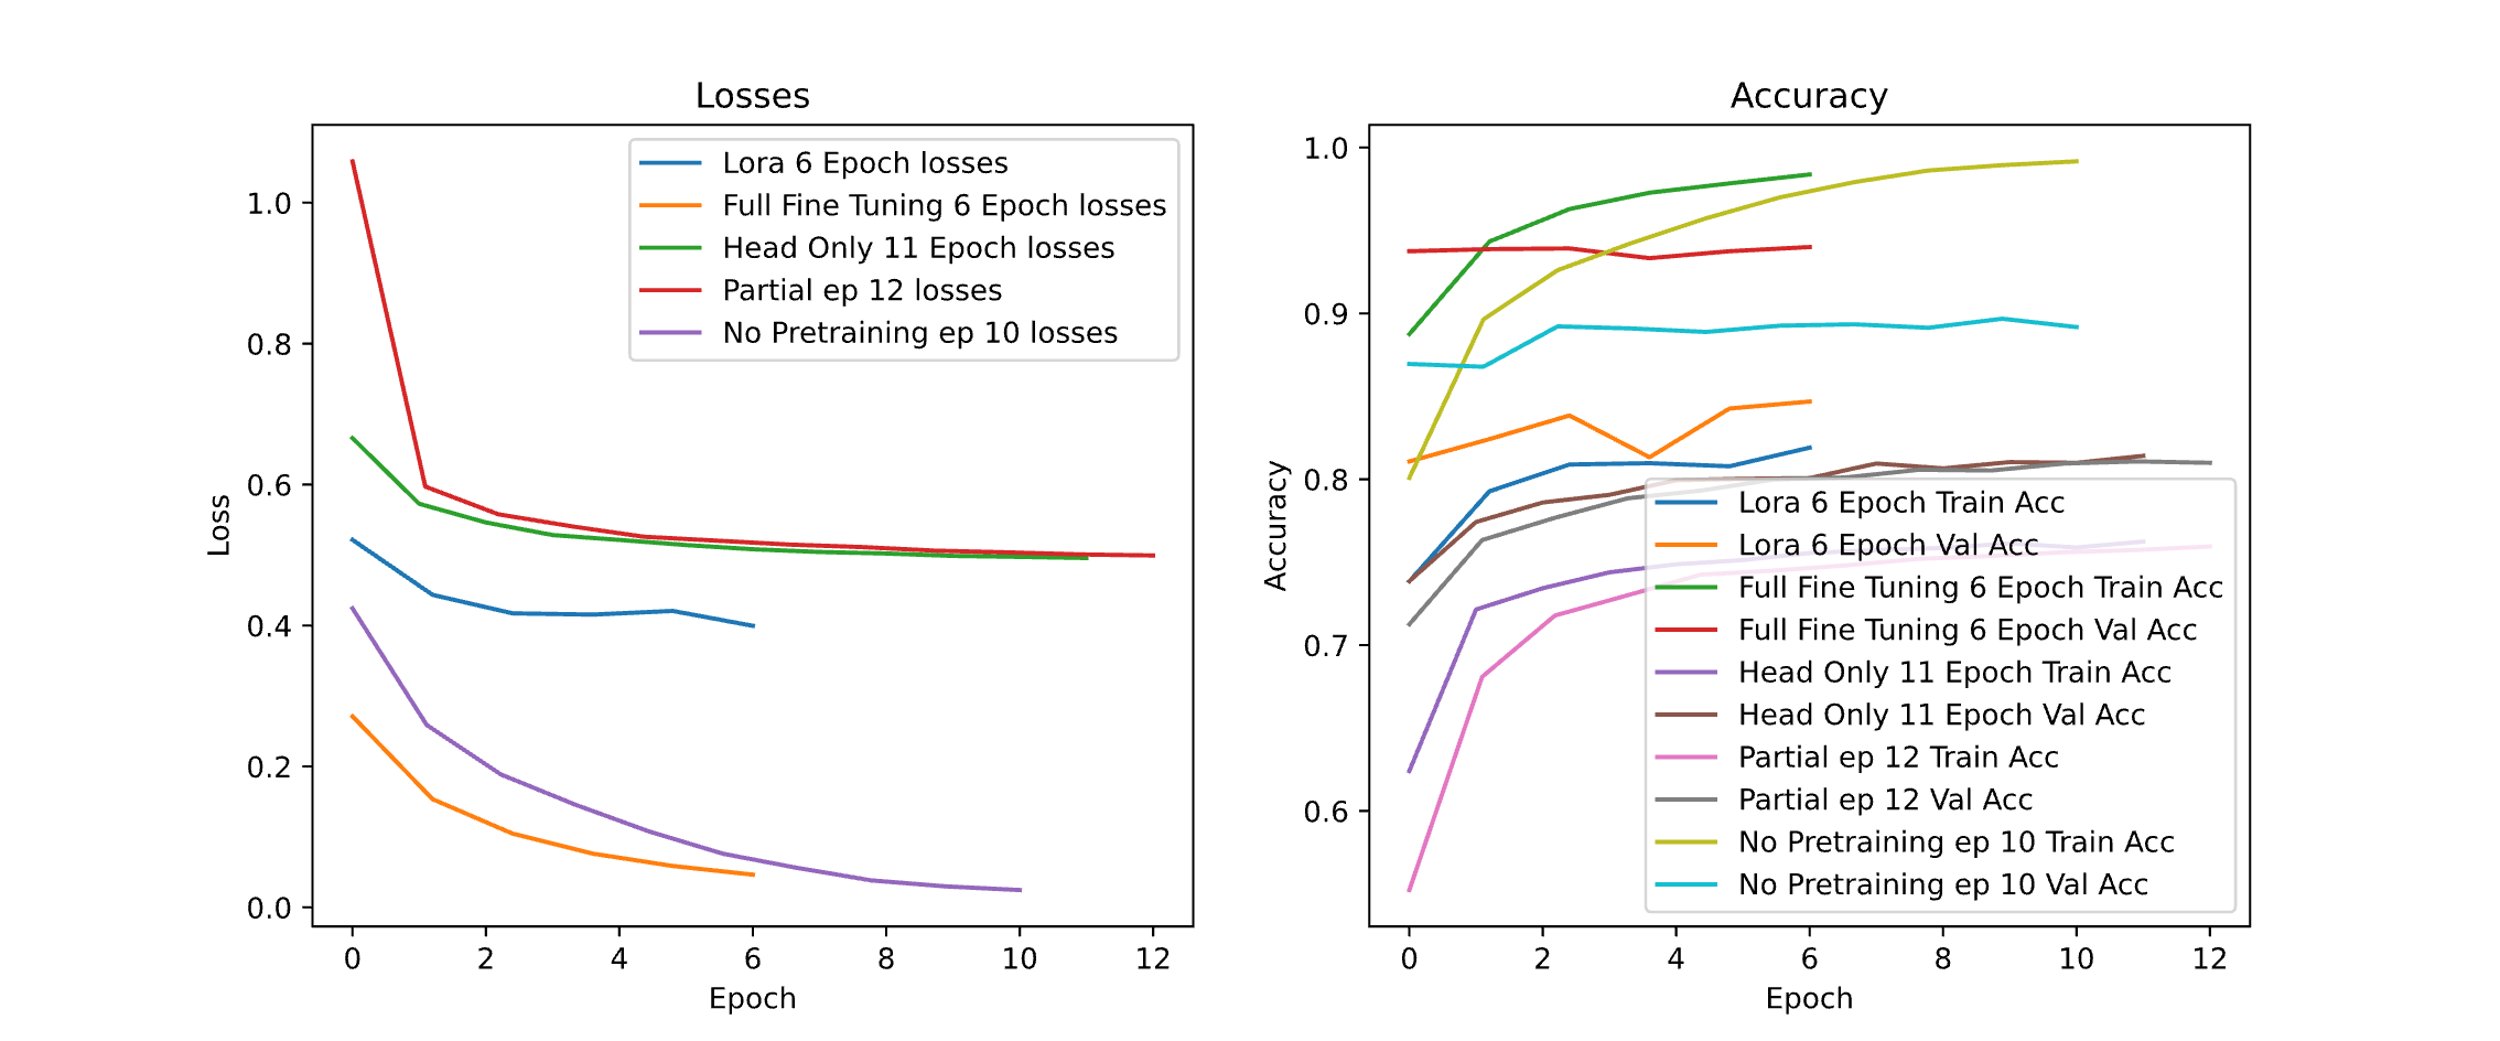 Losses
Loss
1.0
0.8
0.6
0.4
0.2
0.0
Lora 6 Epoch losses
Full Fine Tuning 6 Epoch losses
Head Only 11 Epoch losses
Partial ep 12 losses
No Pretraining ep 10 losses
0 2 4 6 8 10 12
Epoch
Accuracy
Accuracy
1.0
0.9
0.8
0.7
0.6
Lora 6 Epoch Train Acc
Lora 6 Epoch Val Acc
Full Fine Tuning 6 Epoch Train Acc
Full Fine Tuning 6 Epoch Val Acc
Head Only 11 Epoch Train Acc
Head Only 11 Epoch Val Acc
Partial ep 12 Train Acc
Partial ep 12 Val Acc
No Pretraining ep 10 Train Acc
No Pretraining ep 10 Val Acc
0 2 4 6 8 10 12
Epoch